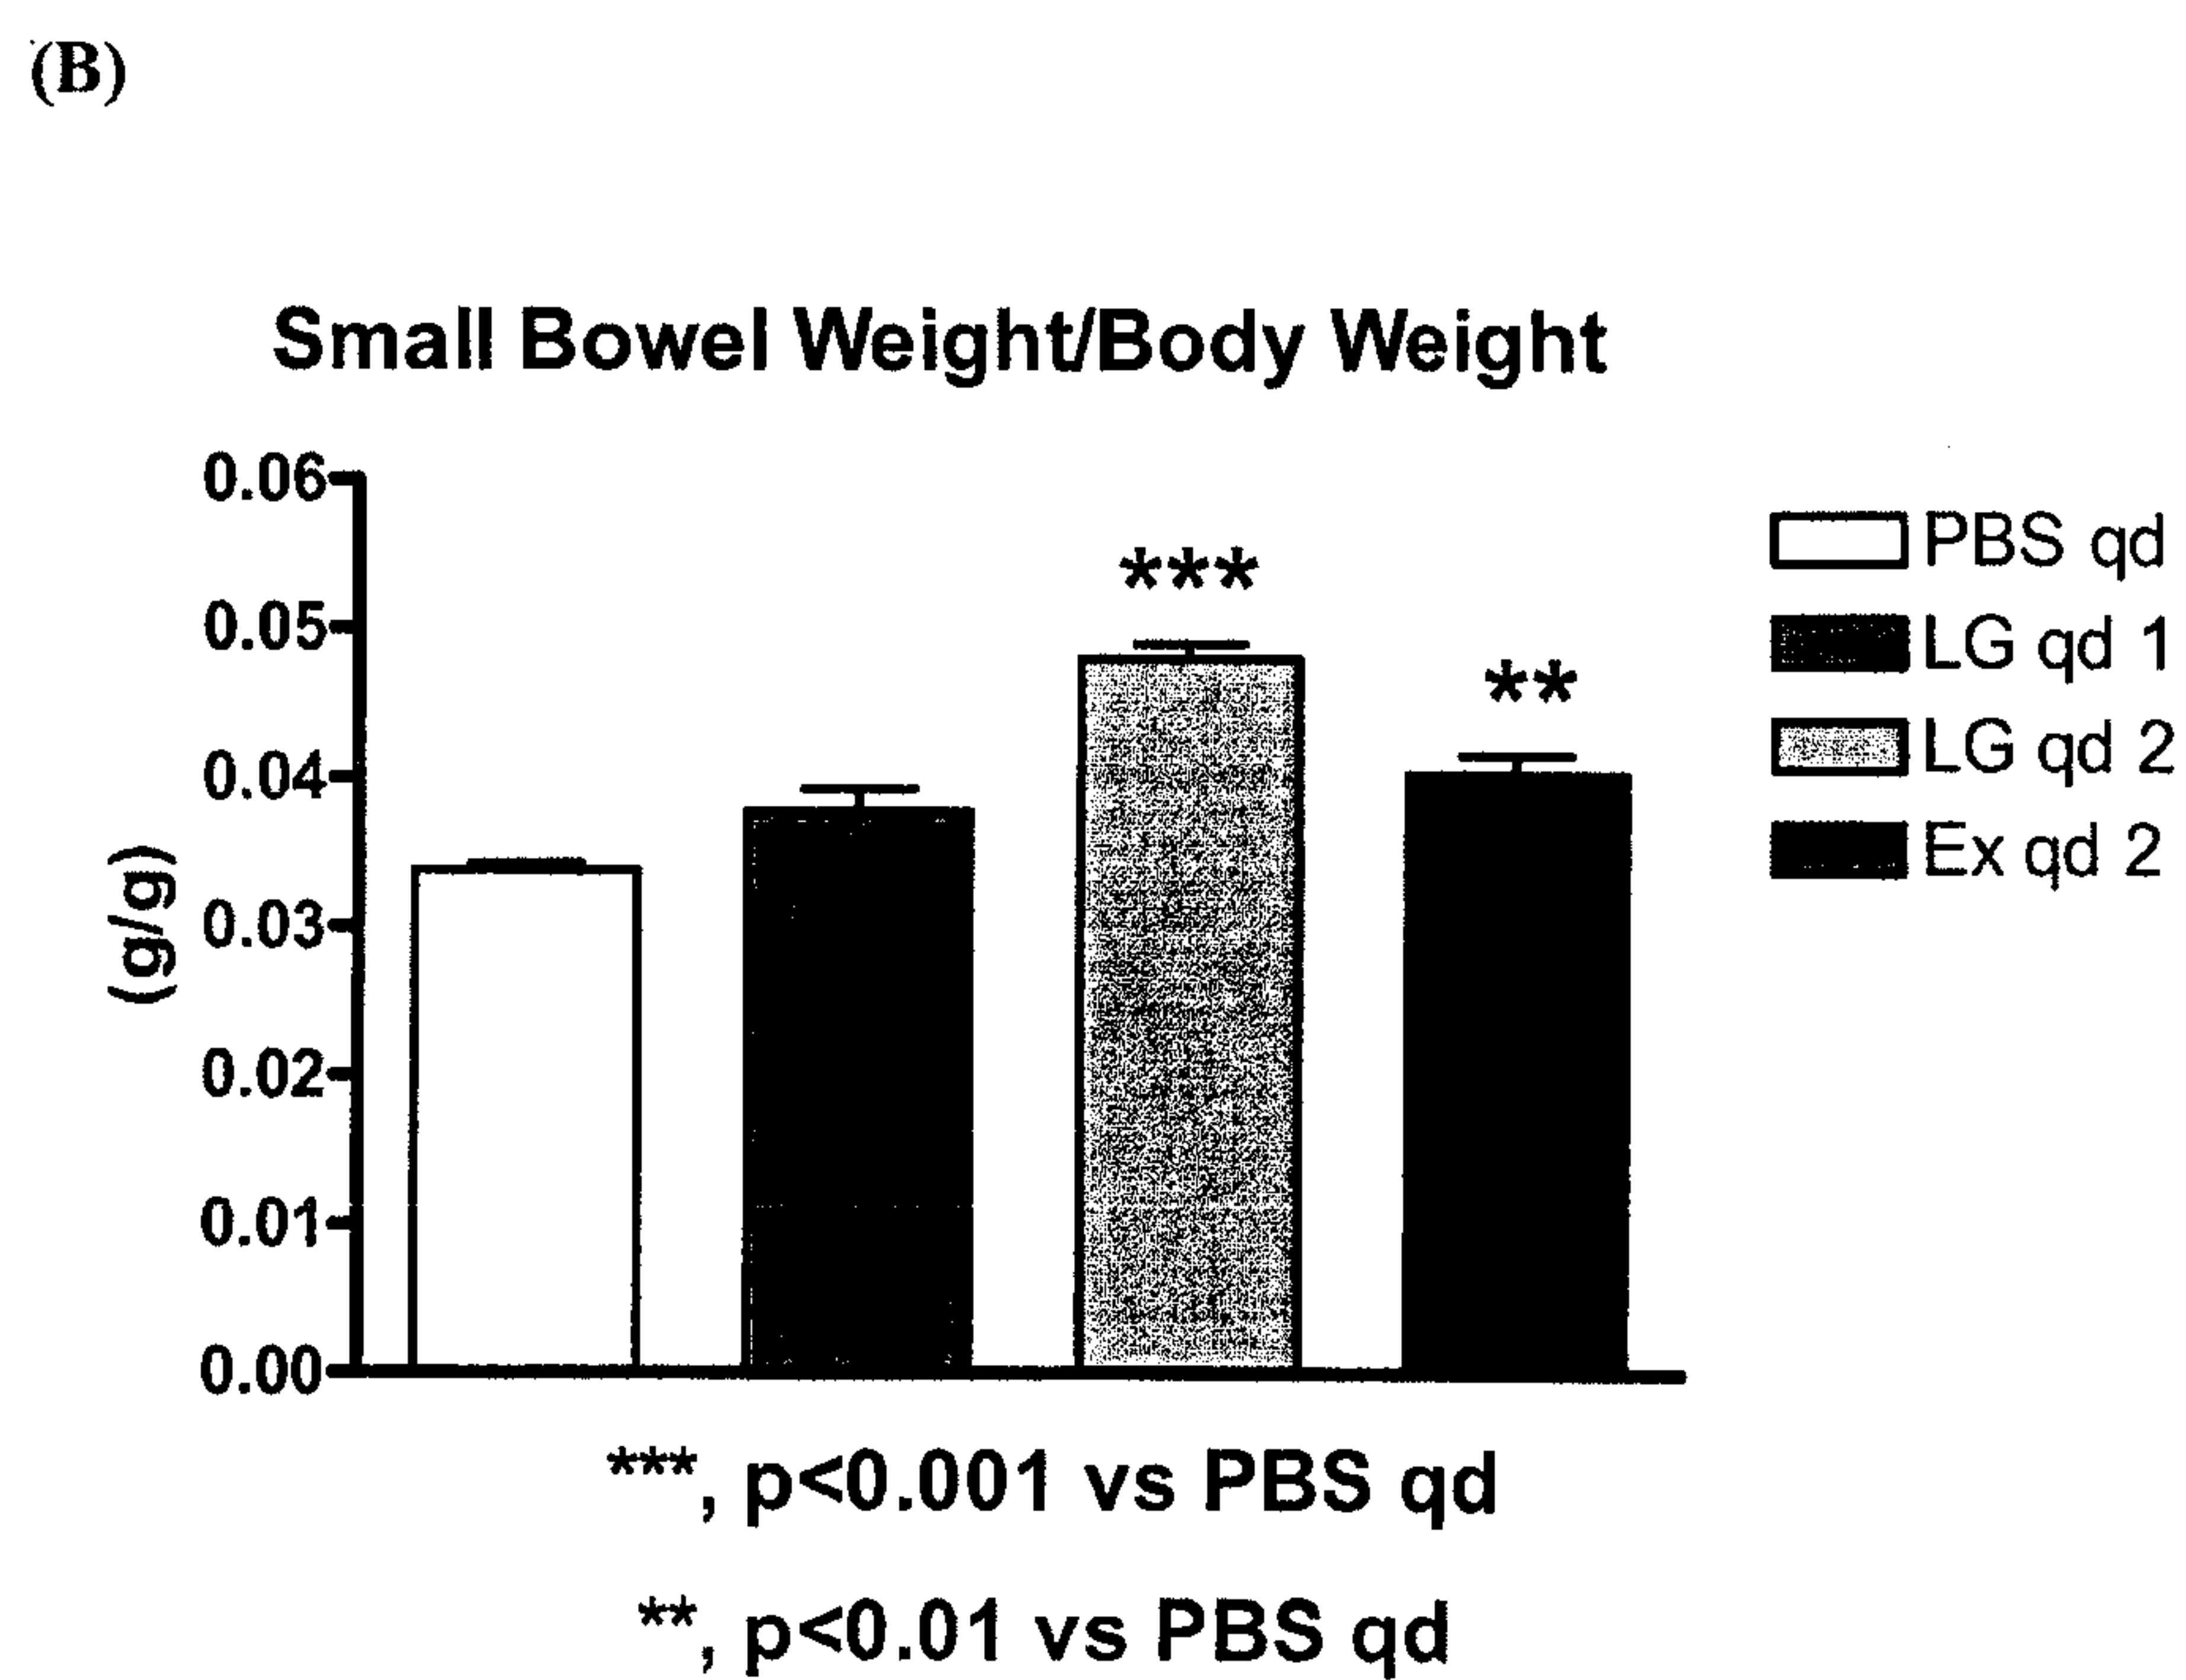 (B)
Small Bowel Weight/Body Weight
0.06
0.05
0.04
0.03
0.02
0.01
0.00
(g/g)
***
**
PBS qd
LG qd 1
LG qd 2
Ex qd 2
***, p<0.001 vs PBS qd
**, p<0.01 vs PBS qd